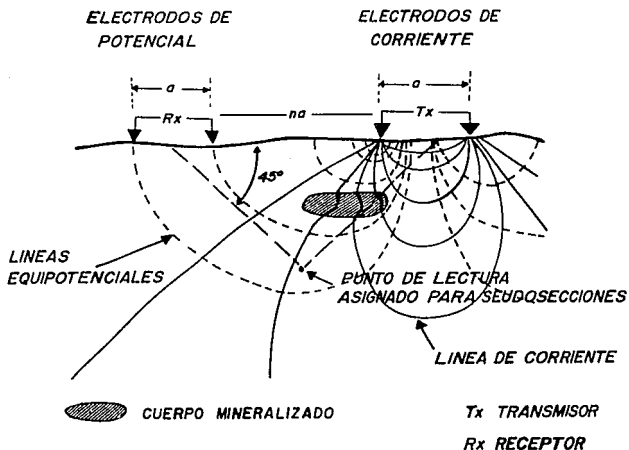 ELECTRODOS DE
POTENCIAL
ELECTRODOS DE
CORRIENTE
a
a
Rx
na
Tx
45°
LINEAS
EQUIPOTENCIALES
PUNTO DE LECTURA
ASIGNADO PARA SEUDOSECCIONES
LINEA DE CORRIENTE
CUERPO MINERALIZADO
Tx TRANSMISOR
Rx RECEPTOR